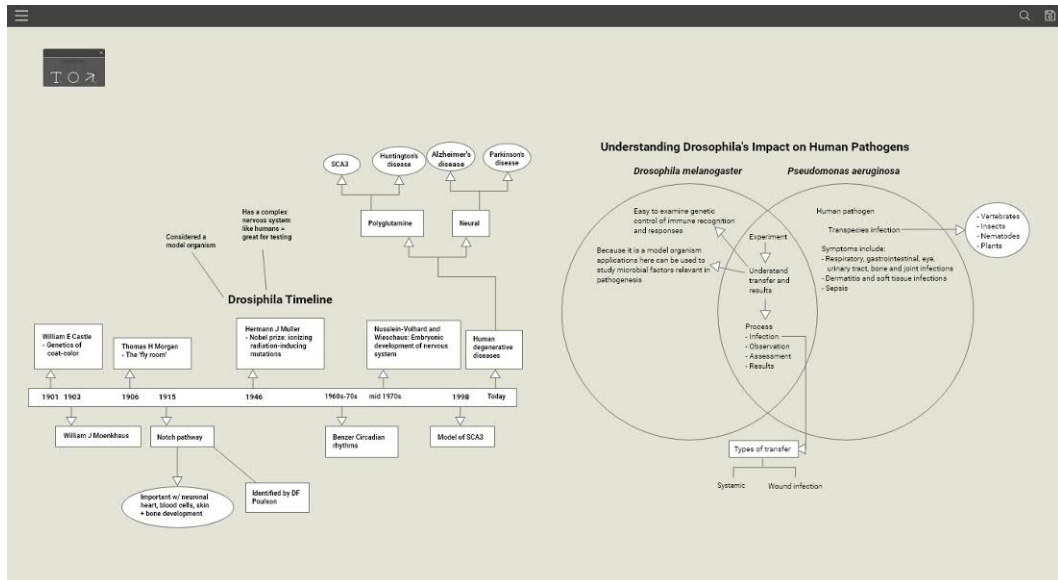 T O
SCA3
Huntington's
disease
Alzheimer's
disease
Parkinson's
disease
Polyglutamine
Neural
Has a complex
nervous system
like humans =
great for testing
Considered a
model organism
Drosiphila Timeline
William E Castle
- Genetics of
coat-color
Thomas H Morgan
- The 'fly room'
Hermann J Muller
- Nobel prize: ionizing
radiation-inducing
mutations
Nusslein-Volhard and
Wieschaus: Embryonic
development of nervous
system
Human
degenerative
diseases
1901 1903 1906 1915 1946 1960s-70s mid 1970s 1998 Today
William J Moenkhaus
Notch pathway
Benzer Circadian
rhythms
Model of SCA3
Important w/ neuronal
heart, blood cells, skin
+ bone development
Identified by DF
Poulson
Understanding Drosophila's Impact on Human Pathogens
Drosophila melanogaster
Pseudomonas aeruginosa
Easy to examine genetic
control of immune recognition
and responses
Because it is a model organism
applications here can be used to
study microbial factors relevant in
pathogenesis
Experiment
Understand
transfer and
results
Process
- Infection
- Observation
- Assessment
- Results
Human pathogen
Transpecies infection
Symptoms include:
- Respiratory, gastrointestinal, eye,
urinary tract, bone and joint infections
- Dermatitis and soft tissue infections
- Sepsis
- Vertebrates
- Insects
- Nematodes
- Plants
Types of transfer
Systamic
Wound infection